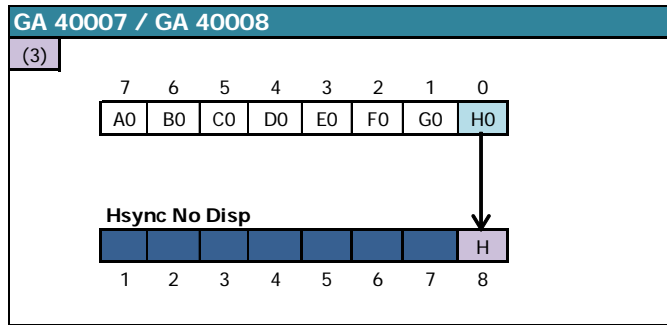 GA 40007 / GA 40008
(3)
7 6 5 4 3 2 1 0
A0 B0 C0 D0 E0 F0 G0 H0
Hsync No Disp
H
1 2 3 4 5 6 7 8